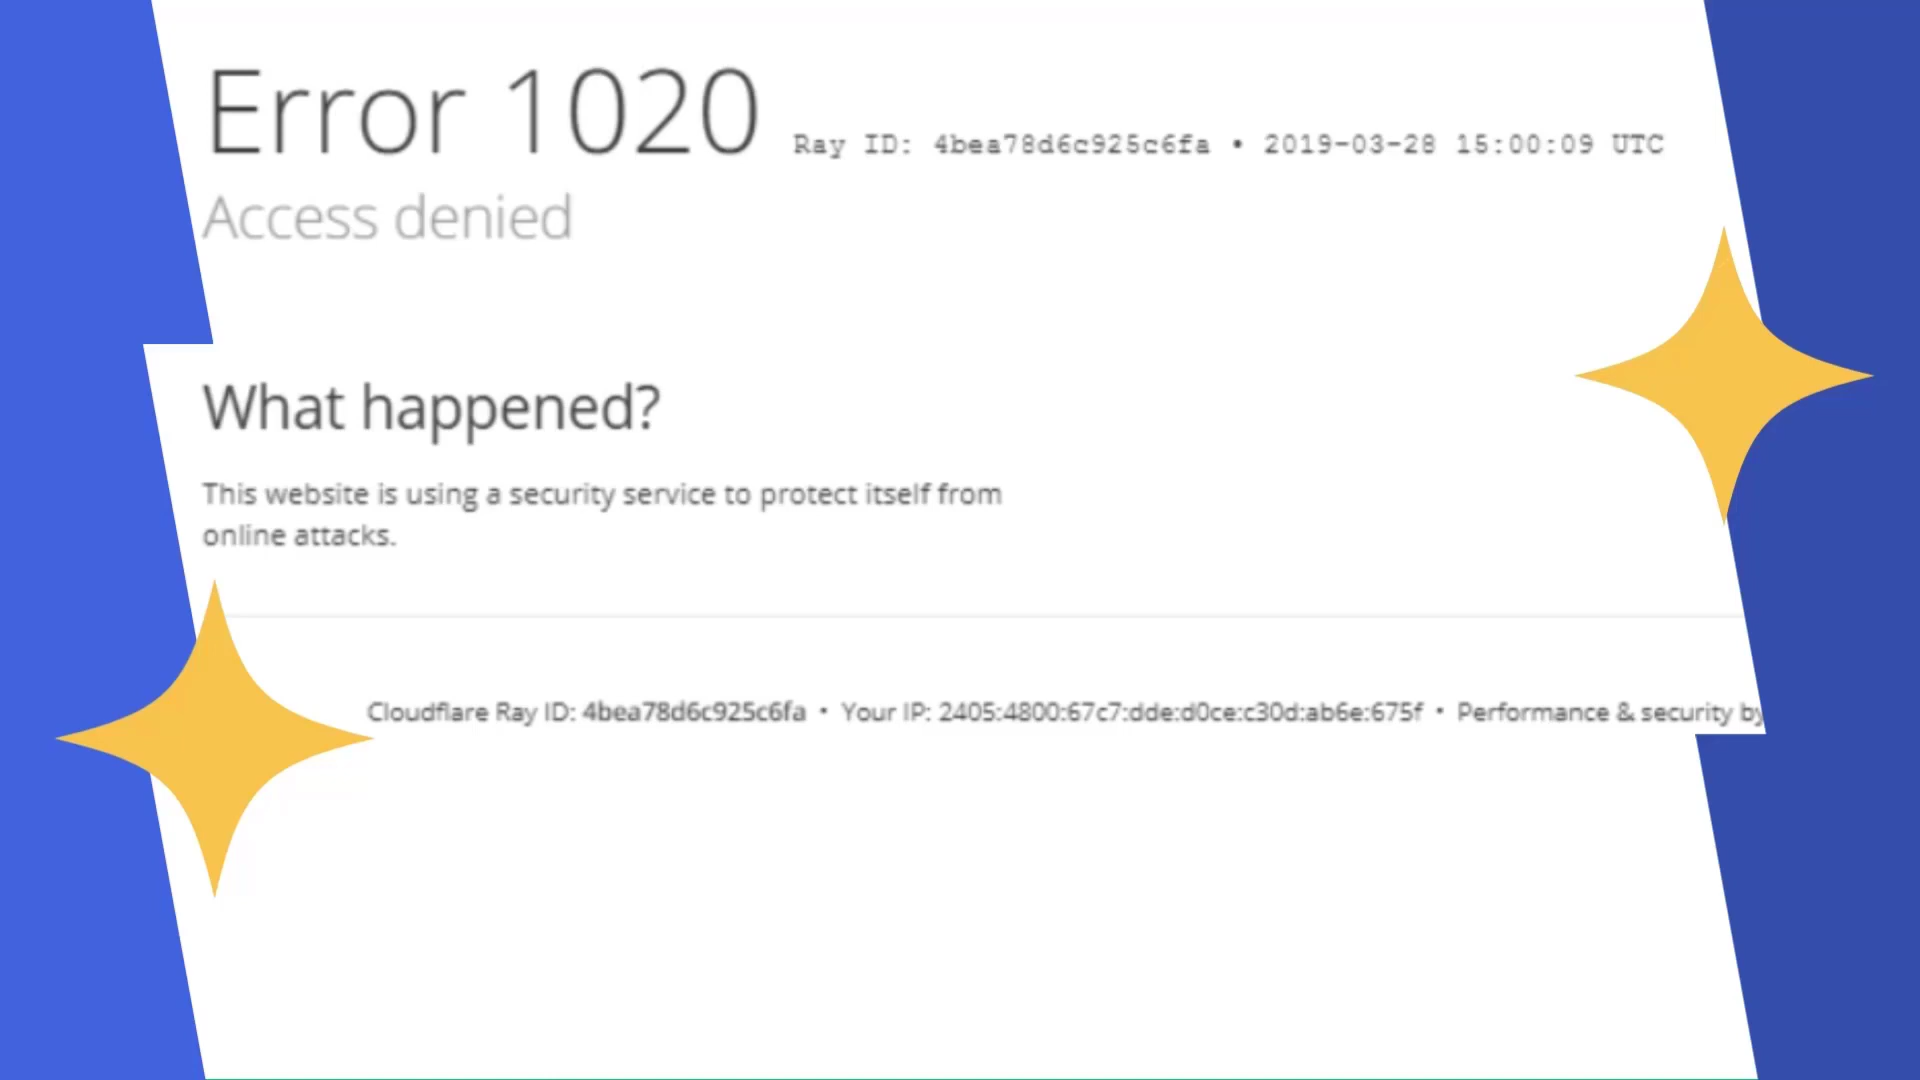 Error 1020 Ray ID: 4bea78d6c925c6fa • 2019-03-28 15:00:09 UTC
Access denied
What happened?
This website is using a security service to protect itself from
online attacks.
Cloudflare Ray ID: 4bea78d6c925c6fa • Your IP: 2405:4800:67c7:dde:d0ce:c30d:ab6e:675f • Performance & security by